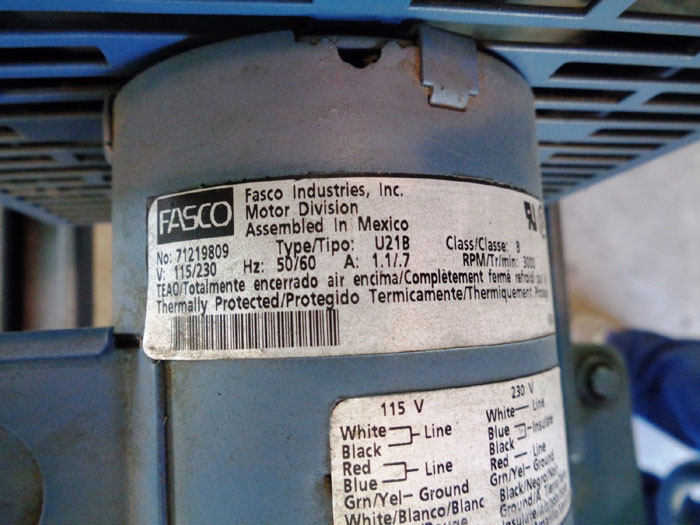 FASCO
Fasco Industries, Inc.
Motor Division
Assembled In Mexico
No: 71219809 Type/Tipo: U21B Class/Classe: B
V: 115/230 Hz: 50/60 A: 1.1/.7 RPM/Tr/min: 3000
TEAO/Totalmente encerrado air encima/Complètement fermé refroidi
Thermally Protected/Protegido Termicamente/Thermiquement
115 V
White Line
Black
Red Line
Blue
Grn/Yel- Ground
White/Blanco/Blanc
230 V
White Line
Blue Insulate
Black
Red Line
Grn/Yel- Ground
Black/Negro/Noir